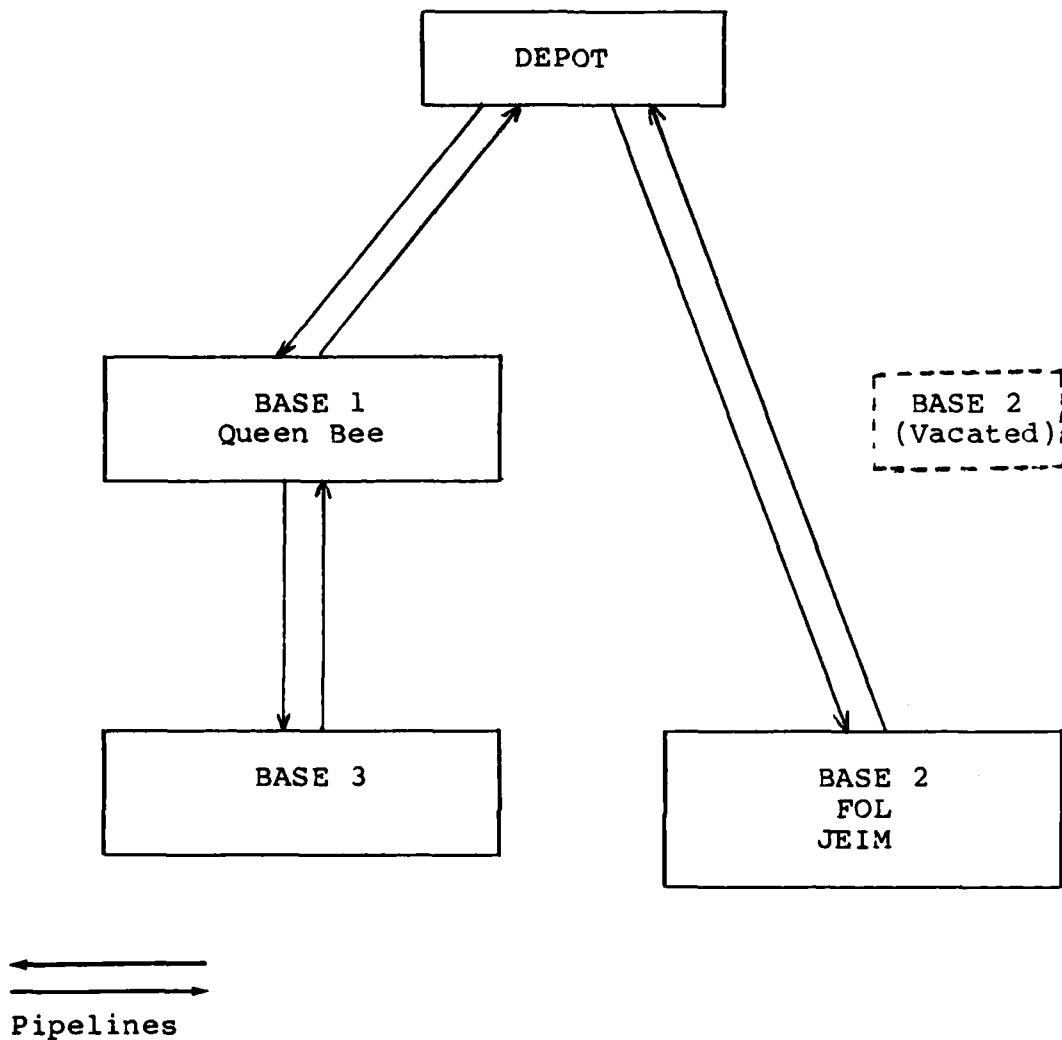 DEPOT
BASE 1
Queen Bee
BASE 2
(Vacated)
BASE 3
BASE 2
FOL
JEIM
Pipelines